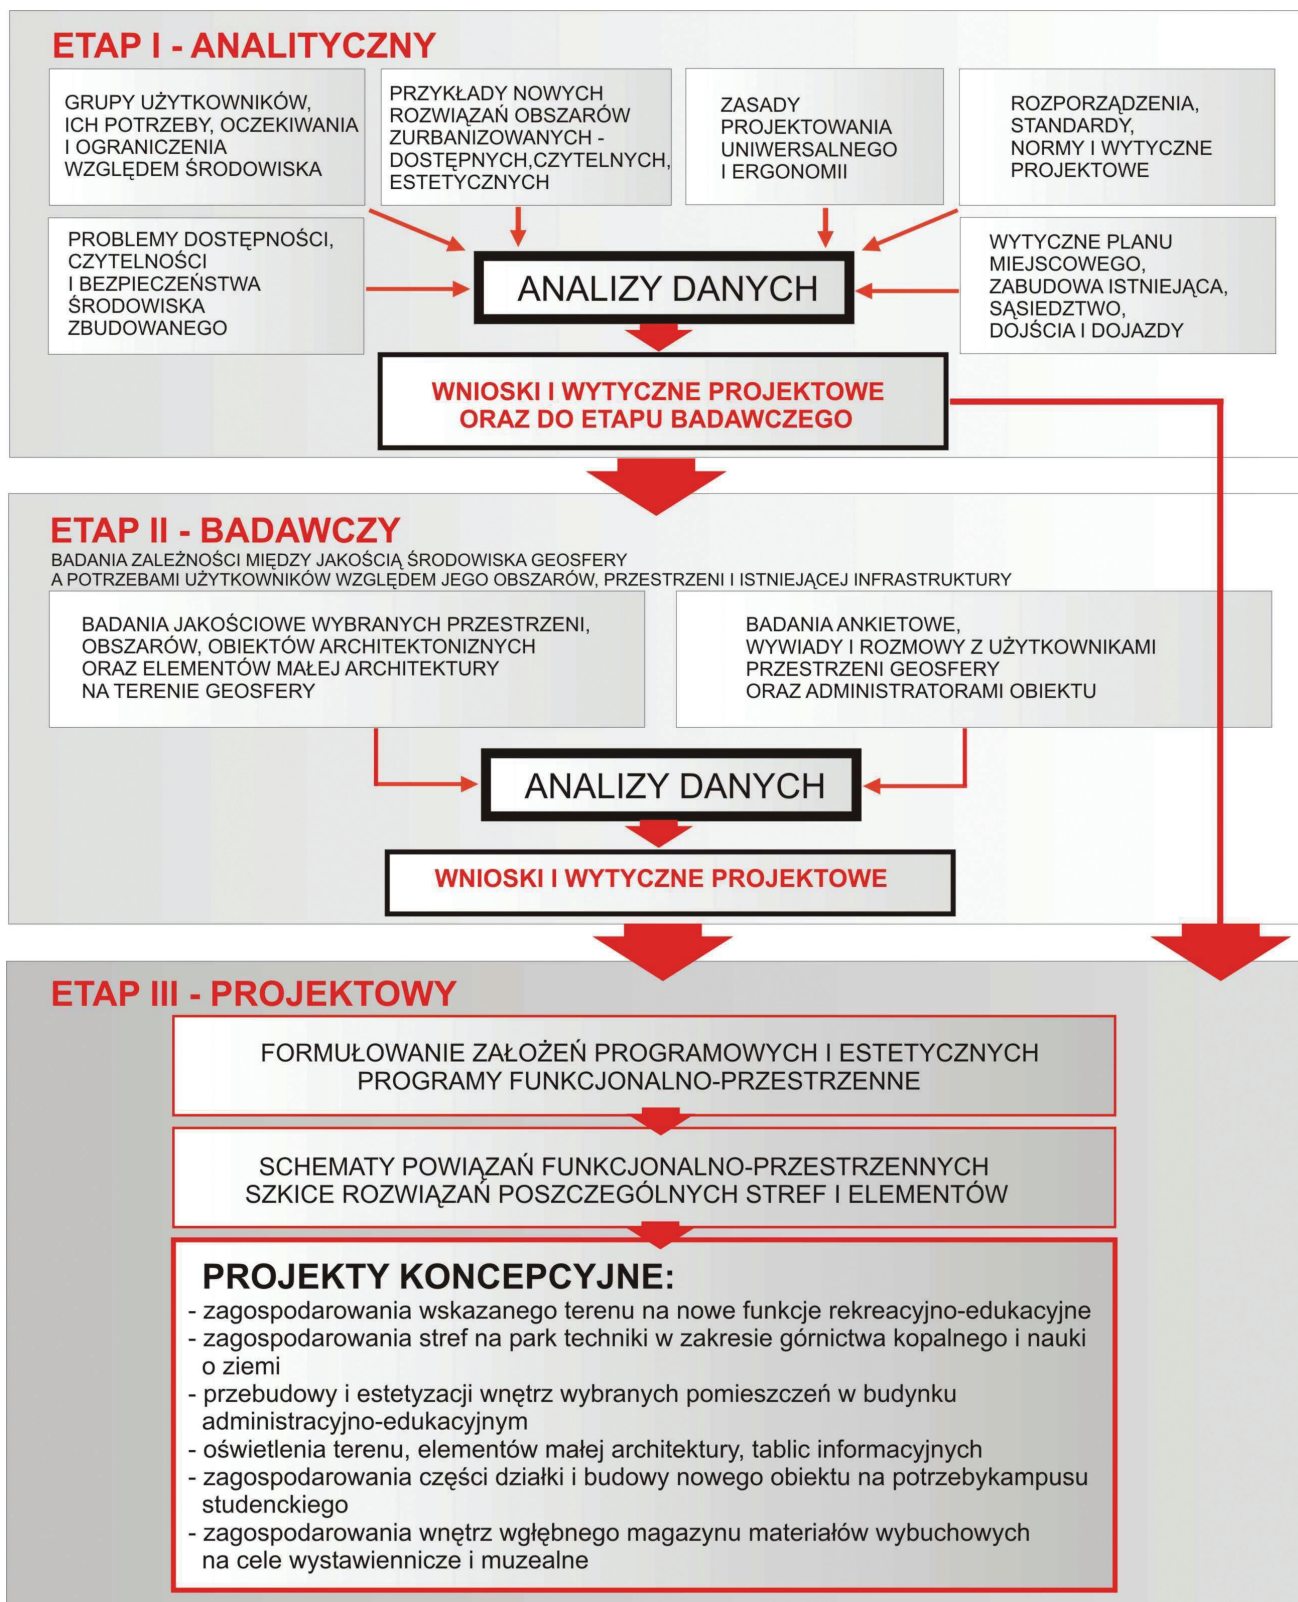 ETAP I - ANALITYCZNY
GRUPY UŻYTKOWNIKÓW,
ICH POTRZEBY, OCZEKIWANIA
I OGRANICZENIA
WZGLĘDEM ŚRODOWISKA
PRZYKŁADY NOWYCH
ROZWIĄZAŃ OBSZARÓW
ZURBANIZOWANYCH -
DOSTĘPNYCH,CZYTELNYCH,
ESTETYCZNYCH
ZASADY
PROJEKTOWANIA
UNIWERSALNEGO
I ERGONOMII
ROZPORZĄDZENIA,
STANDARDY,
NORMY I WYTYCZNE
PROJEKTOWE
PROBLEMY DOSTĘPNOŚCI,
CZYTELNOŚCI
I BEZPIECZEŃSTWA
ŚRODOWISKA
ZBUDOWANEGO
ANALIZY DANYCH
WYTYCZNE PLANU
MIEJSCOWEGO,
ZABUDOWA ISTNIEJĄCA,
SĄSIEDZTWO,
DOJŚCIA I DOJAZDY
WNIOSKI I WYTYCZNE PROJEKTOWE
ORAZ DO ETAPU BADAWCZEGO
ETAP II - BADAWCZY
BADANIA ZALEŻNOŚCI MIĘDZY JAKOŚCIĄ ŚRODOWISKA GEOSFERY
A POTRZEBAMI UŻYTKOWNIKÓW WZGLĘDEM JEGO OBSZARÓW, PRZESTRZENI I ISTNIEJĄCEJ INFRASTRUKTURY
BADANIA JAKOŚCIOWE WYBRANYCH PRZESTRZENI,
OBSZARÓW, OBIEKTÓW ARCHITEKTONIZNYCH
ORAZ ELEMENTÓW MAŁEJ ARCHITEKTURY
NA TERENIE GEOSFERY
BADANIA ANKIETOWE,
WYWIADY I ROZMOWY Z UŻYTKOWNIKAMI
PRZESTRZENI GEOSFERY
ORAZ ADMINISTRATORAMI OBIEKTU
ANALIZY DANYCH
WNIOSKI I WYTYCZNE PROJEKTOWE
ETAP III - PROJEKTOWY
FORMUŁOWANIE ZAŁOŻEŃ PROGRAMOWYCH I ESTETYCZNYCH
PROGRAMY FUNKCJONALNO-PRZESTRZENNE
SCHEMATY POWIĄZAŃ FUNKCJONALNO-PRZESTRZENNYCH
SZKICE ROZWIĄZAŃ POSZCZEGÓLNYCH STREF I ELEMENTÓW
PROJEKTY KONCEPCYJNE:
- zagospodarowania wskazanego terenu na nowe funkcje rekreacyjno-edukacyjne
- zagospodarowania stref na park techniki w zakresie górnictwa kopalnego i nauki
o ziemi
- przebudowy i estetyzacji wnętrz wybranych pomieszczeń w budynku
administracyjno-edukacyjnym
- oświetlenia terenu, elementów małej architektury, tablic informacyjnych
- zagospodarowania części działki i budowy nowego obiektu na potrzebykampusu
studenckiego
- zagospodarowania wnętrz wgłębnego magazynu materiałów wybuchowych
na cele wystawiennicze i muzealne